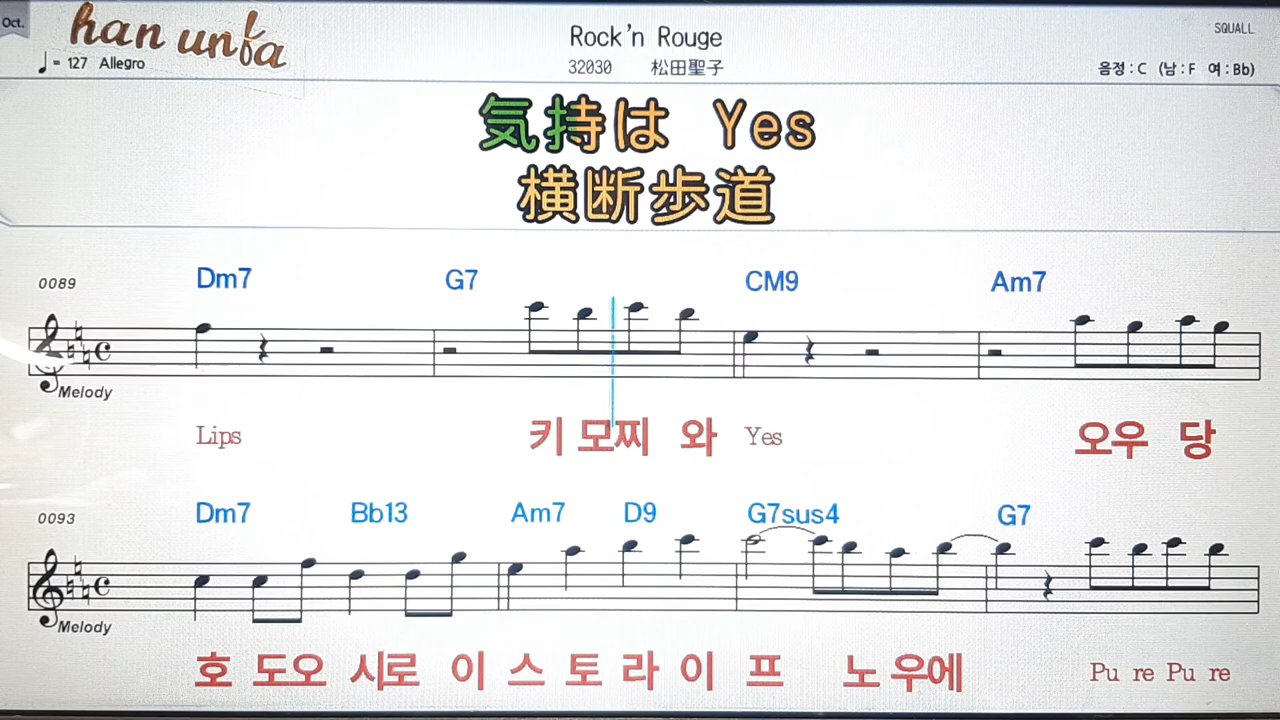 Oct.
han unba
♩= 127 Allegro
Rock'n Rouge
32030 松田聖子
SQUALL
음정 : C (남 : F 여 : Bb)
気持は Yes
横断歩道
0089
Dm7 G7 CM9 Am7
Melody
Lips 키 모찌 와 Yes 오우 당
0093
Dm7 Bb13 Am7 D9 G7sus4 G7
Melody
호 도오 시로 이 스 토 라 이 프 노 우에 Pu re Pu re